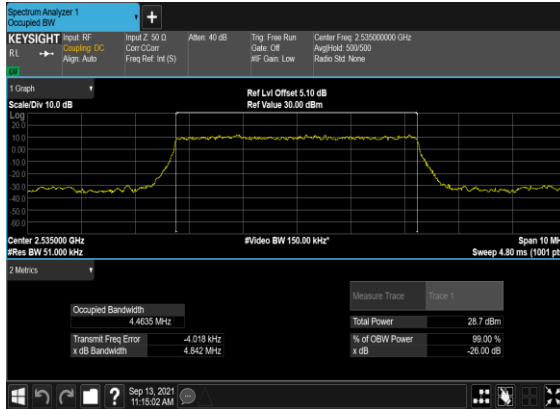 Spectrum Analyzer 1
Occupied BW
KEYSIGHT Input: RF Input Z: 50 Ω Atten: 40 dB Trig: Free Run Center Freq: 2.535000000 GHz
RL Coupling: DC Corr CCorr Gate: Off Avg|Hold: 500/500
Align: Auto Freq Ref: Int (S) #IF Gain: Low Radio Std: None
LU
1 Graph
Ref Lvl Offset 5.10 dB
Scale/Div 10.0 dB Ref Value 30.00 dBm
Log
20.0
10.0
0.00
-10.0
-20.0
-30.0
-40.0
-50.0
-60.0
Center 2.535000 GHz #Video BW 150.00 kHz* Span 10 MH
#Res BW 51.000 kHz Sweep 4.80 ms (1001 pt
2 Metrics
Measure Trace Trace 1
Occupied Bandwidth
4.4635 MHz Total Power 28.7 dBm
Transmit Freq Error -4.018 kHz % of OBW Power 99.00 %
x dB Bandwidth 4.842 MHz x dB -26.00 dB
Sep 13, 2021
11:15:02 AM